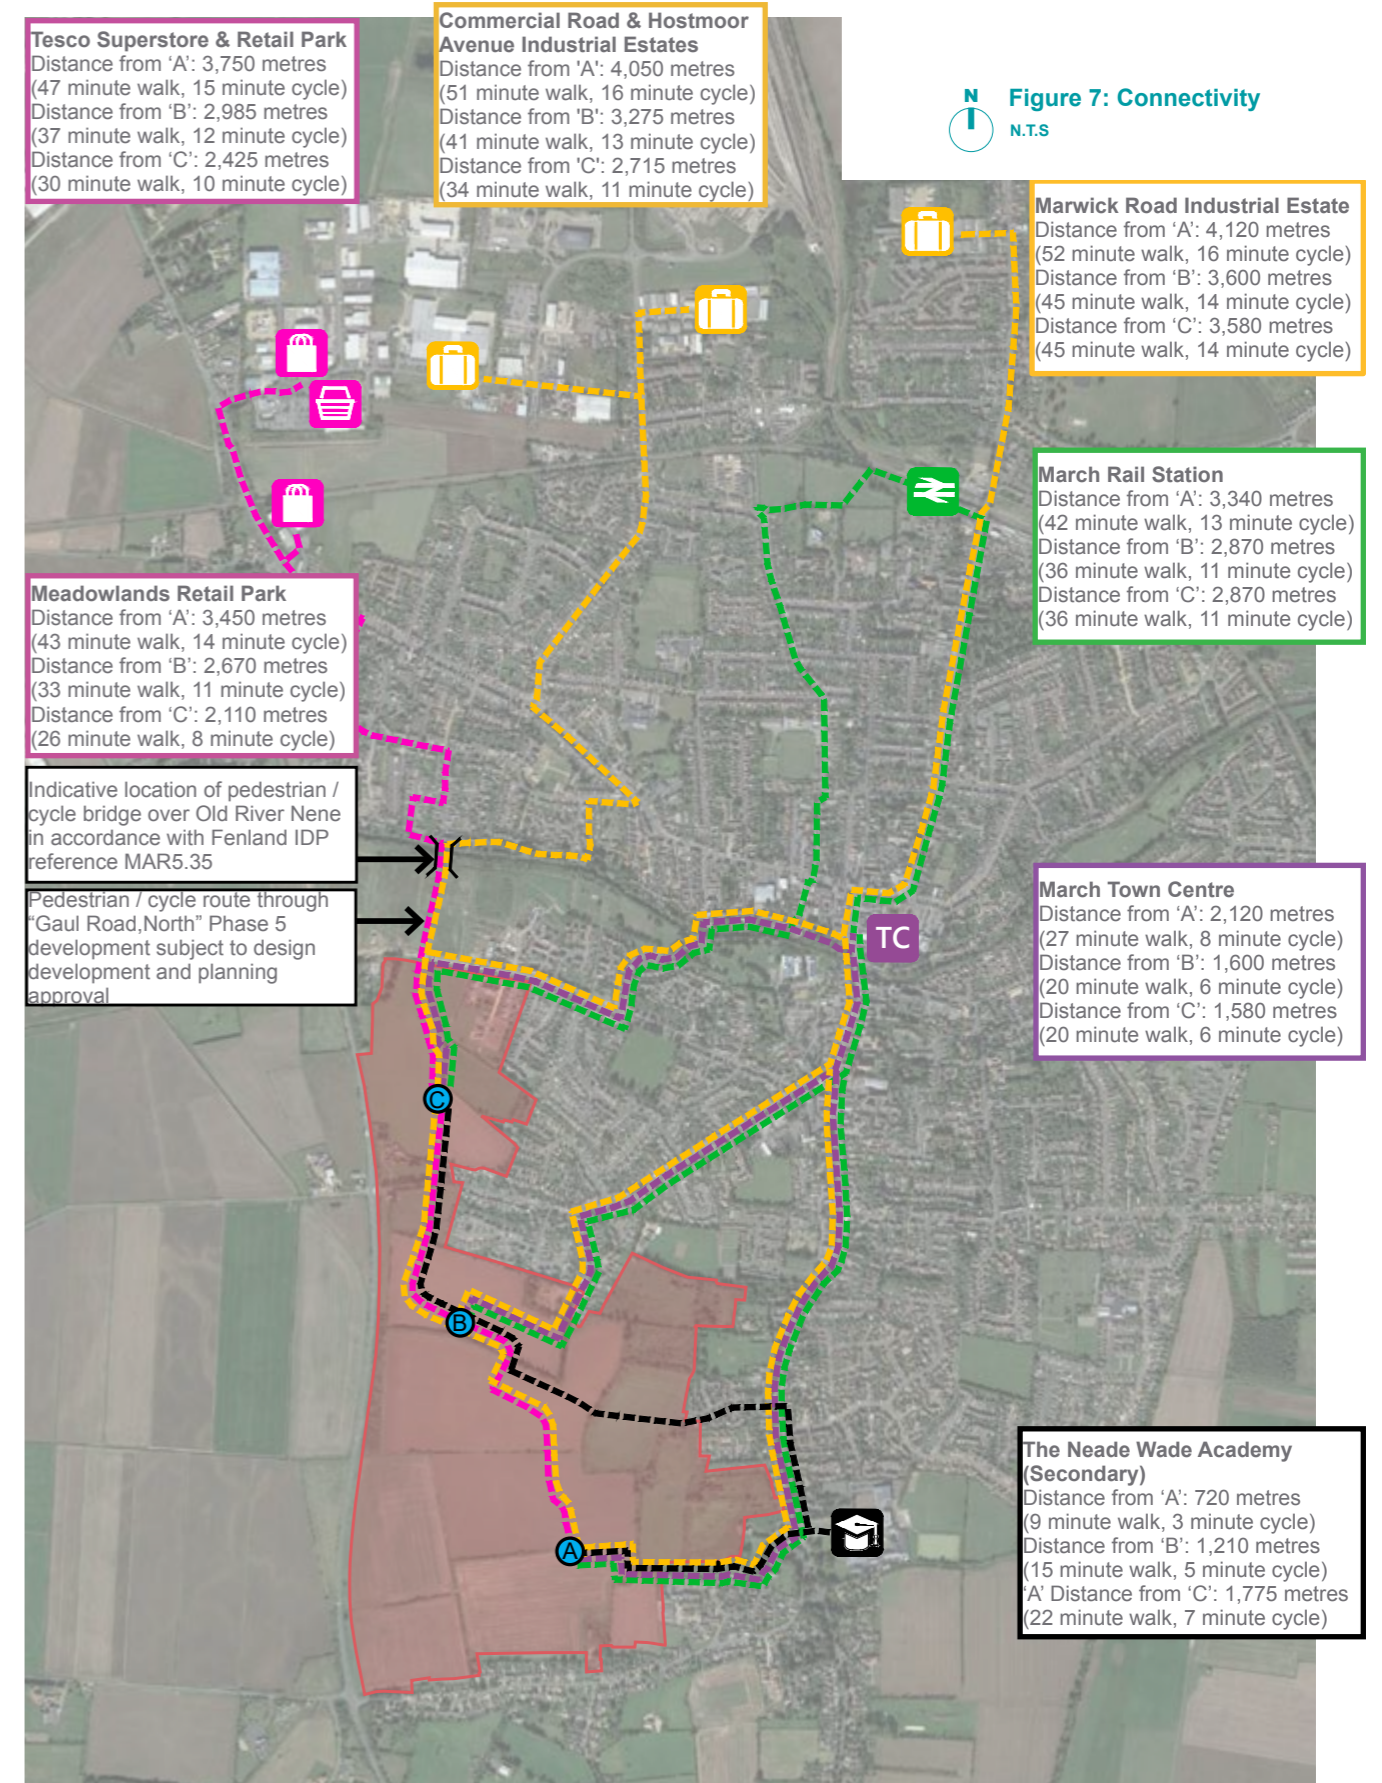 Tesco Superstore & Retail Park
Distance from ‘A’: 3,750 metres
(47 minute walk, 15 minute cycle)
Distance from ‘B’: 2,985 metres
(37 minute walk, 12 minute cycle)
Distance from ‘C’: 2,425 metres
(30 minute walk, 10 minute cycle)
Commercial Road & Hostmoor
Avenue Industrial Estates
Distance from 'A': 4,050 metres
(51 minute walk, 16 minute cycle)
Distance from 'B': 3,275 metres
(41 minute walk, 13 minute cycle)
Distance from 'C': 2,715 metres
(34 minute walk, 11 minute cycle)
N
Figure 7: Connectivity
N.T.S
Marwick Road Industrial Estate
Distance from ‘A’: 4,120 metres
(52 minute walk, 16 minute cycle)
Distance from ‘B’: 3,600 metres
(45 minute walk, 14 minute cycle)
Distance from ‘C’: 3,580 metres
(45 minute walk, 14 minute cycle)
March Rail Station
Distance from ‘A’: 3,340 metres
(42 minute walk, 13 minute cycle)
Distance from ‘B’: 2,870 metres
(36 minute walk, 11 minute cycle)
Distance from ‘C’: 2,870 metres
(36 minute walk, 11 minute cycle)
Meadowlands Retail Park
Distance from ‘A’: 3,450 metres
(43 minute walk, 14 minute cycle)
Distance from ‘B’: 2,670 metres
(33 minute walk, 11 minute cycle)
Distance from ‘C’: 2,110 metres
(26 minute walk, 8 minute cycle)
Indicative location of pedestrian /
cycle bridge over Old River Nene
in accordance with Fenland IDP
reference MAR5.35
Pedestrian / cycle route through
“Gaul Road,North” Phase 5
development subject to design
development and planning
approval
March Town Centre
Distance from ‘A’: 2,120 metres
(27 minute walk, 8 minute cycle)
Distance from ‘B’: 1,600 metres
(20 minute walk, 6 minute cycle)
Distance from ‘C’: 1,580 metres
(20 minute walk, 6 minute cycle)
TC
C
B
A
The Neade Wade Academy
(Secondary)
Distance from ‘A’: 720 metres
(9 minute walk, 3 minute cycle)
Distance from ‘B’: 1,210 metres
(15 minute walk, 5 minute cycle)
‘A’ Distance from ‘C’: 1,775 metres
(22 minute walk, 7 minute cycle)